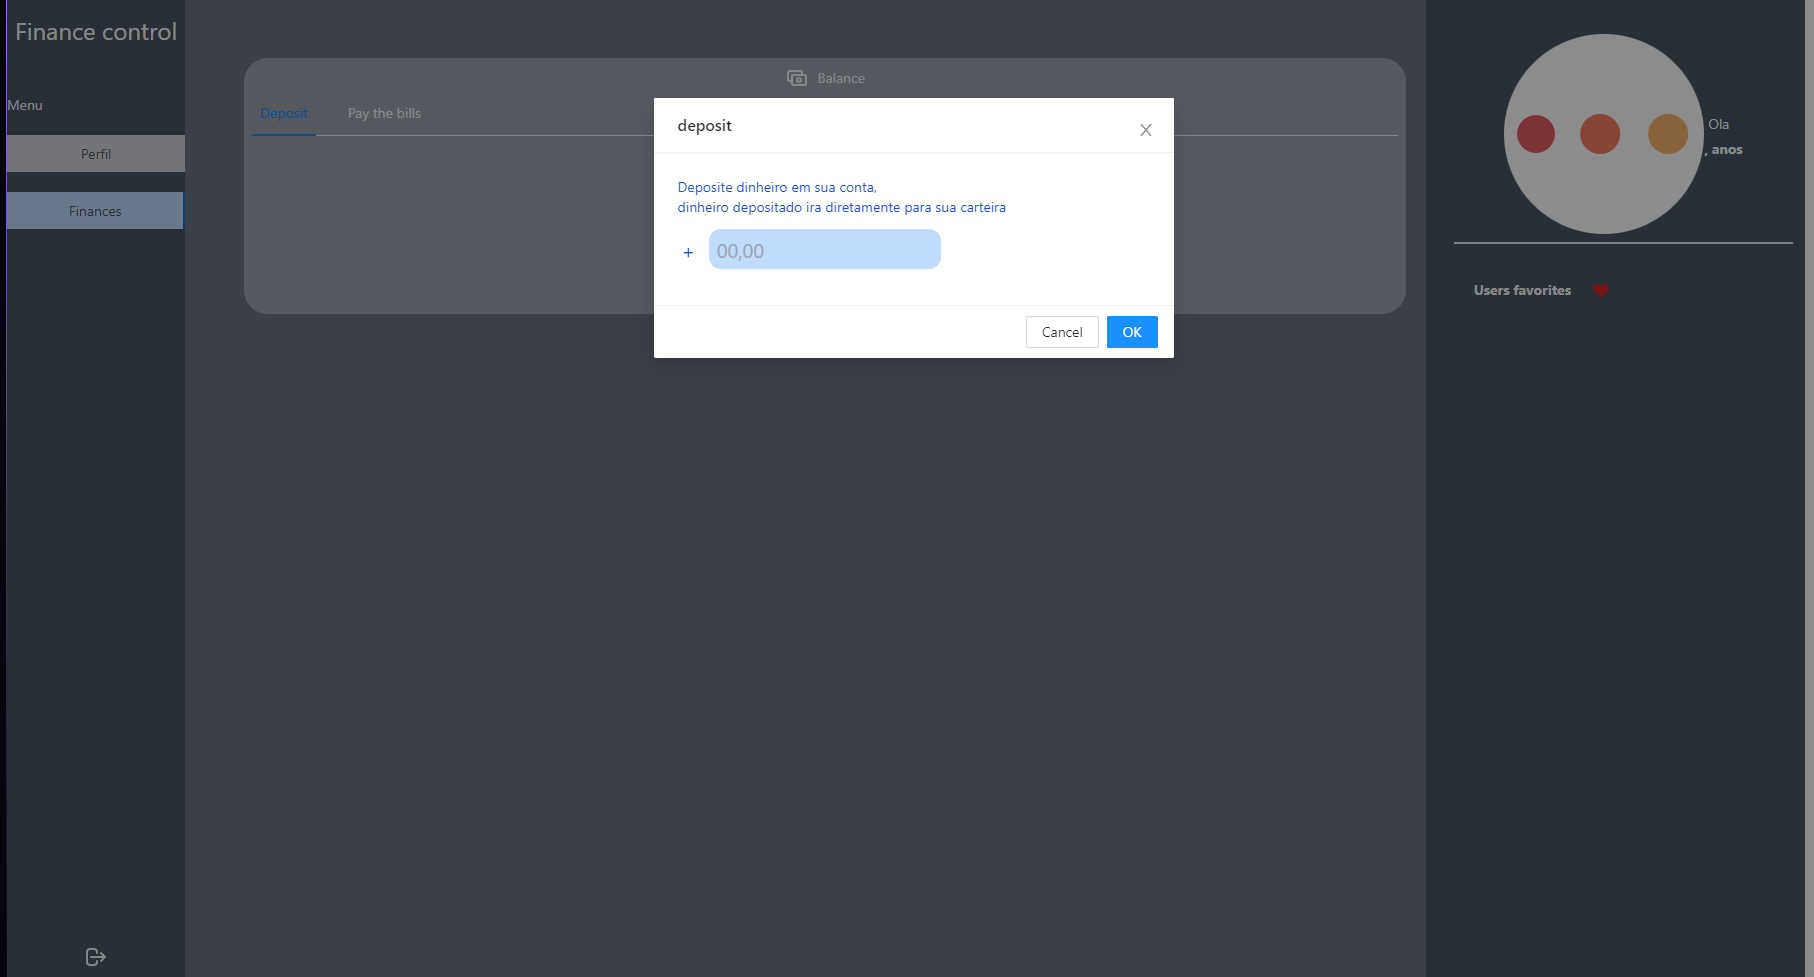 Finance control
Menu
Perfil
Finances
Balance
Deposit
Pay the bills
deposit
Deposite dinheiro em sua conta,
dinheiro depositado ira diretamente para sua carteira
+ 00,00
Cancel
OK
Ola
, anos
Users favorites